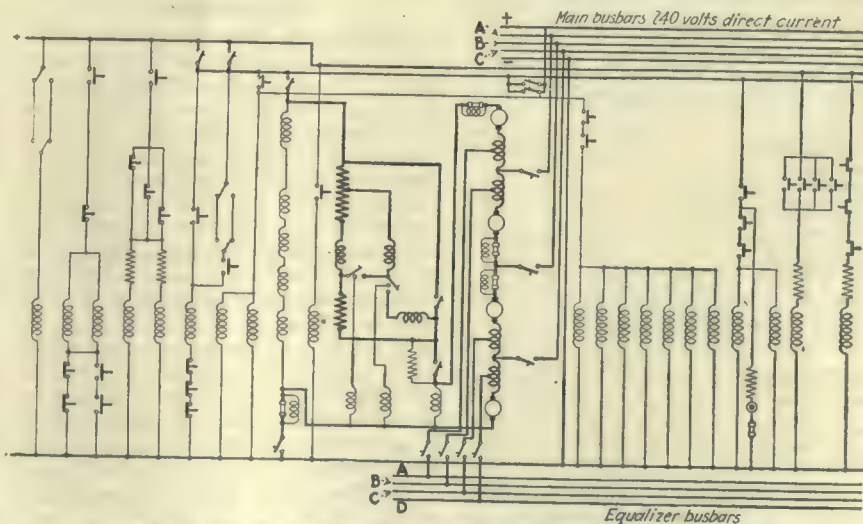 +
Main busbars 240 volts direct current
A
B
C
−
+
A
B
C
D
Equalizer busbars